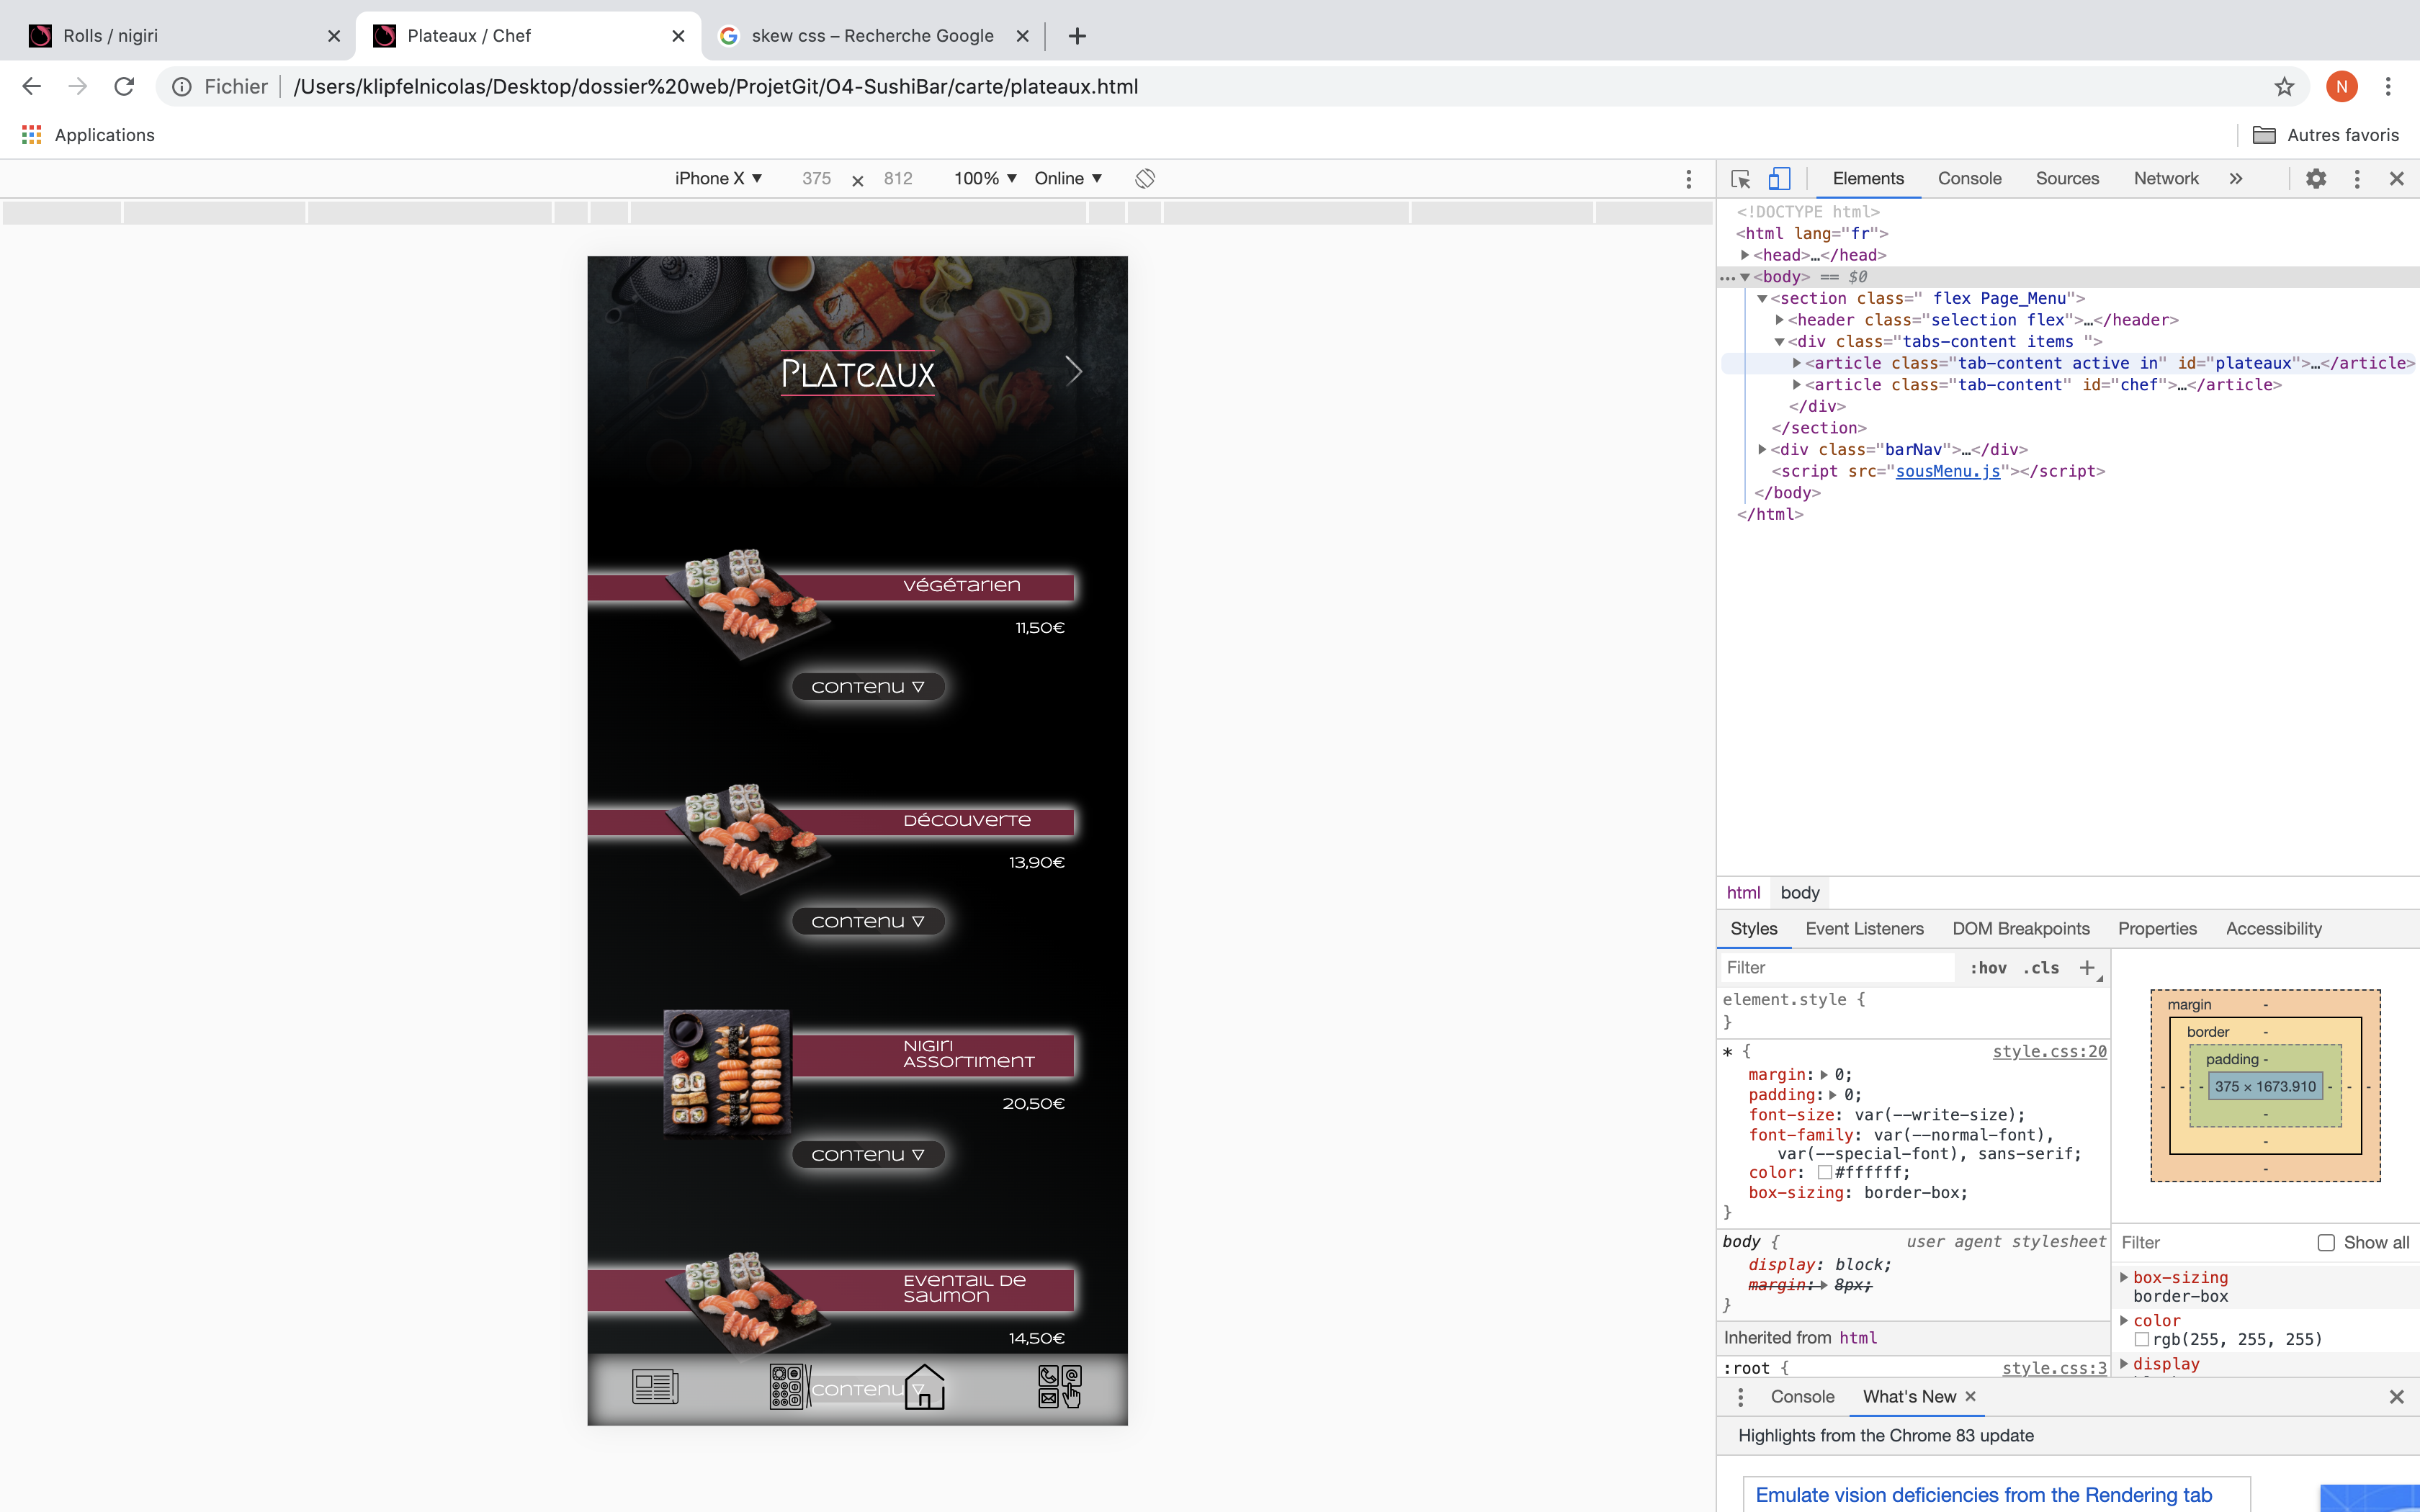 Rolls / nigiri
Plateaux / Chef
skew css – Recherche Google
Fichier
/Users/klipfelnicolas/Desktop/dossier%20web/ProjetGit/O4-SushiBar/carte/plateaux.html
N
Applications
Autres favoris
iPhone X ▼ 375 × 812 100% ▼ Online ▼
Elements Console Sources Network »
<!DOCTYPE html>
<html lang="fr">
<head>…</head>
<body> == $0
<section class=" flex Page_Menu">
<header class="selection flex">…</header>
<div class="tabs-content items ">
<article class="tab-content active in" id="plateaux">…</article>
<article class="tab-content" id="chef">…</article>
</div>
</section>
<div class="barNav">…</div>
<script src="sousMenu.js"></script>
</body>
</html>
Plateaux
végétarien
11,50€
contenu ▽
Découverte
13,90€
contenu ▽
Nigiri
Assortiment
20,50€
contenu ▽
Eventail de
saumon
14,50€
contenu ▽
@
html body
Styles Event Listeners DOM Breakpoints Properties Accessibility
Filter :hov .cls +
element.style {
}
* { style.css:20
margin: 0;
padding: 0;
font-size: var(--write-size);
font-family: var(--normal-font),
var(--special-font), sans-serif;
color: #ffffff;
box-sizing: border-box;
}
body { user agent stylesheet
display: block;
margin: 8px;
}
Inherited from html
:root { style.css:3
margin -
border -
padding -
- - - 375 × 1673.910 - - -
-
-
-
Filter Show all
box-sizing
border-box
color
rgb(255, 255, 255)
display
Console What's New ×
Highlights from the Chrome 83 update
Emulate vision deficiencies from the Rendering tab